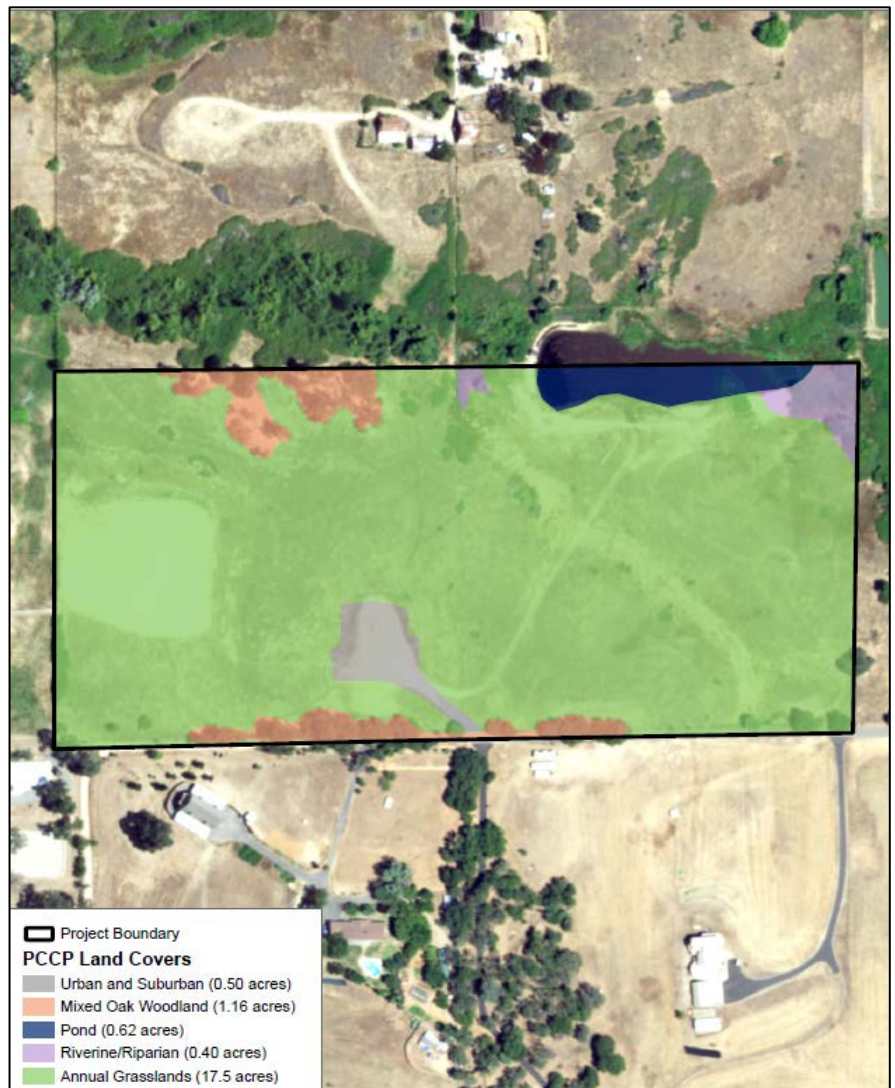 Project Boundary
PCCP Land Covers
Urban and Suburban (0.50 acres)
Mixed Oak Woodland (1.16 acres)
Pond (0.62 acres)
Riverine/Riparian (0.40 acres)
Annual Grasslands (17.5 acres)